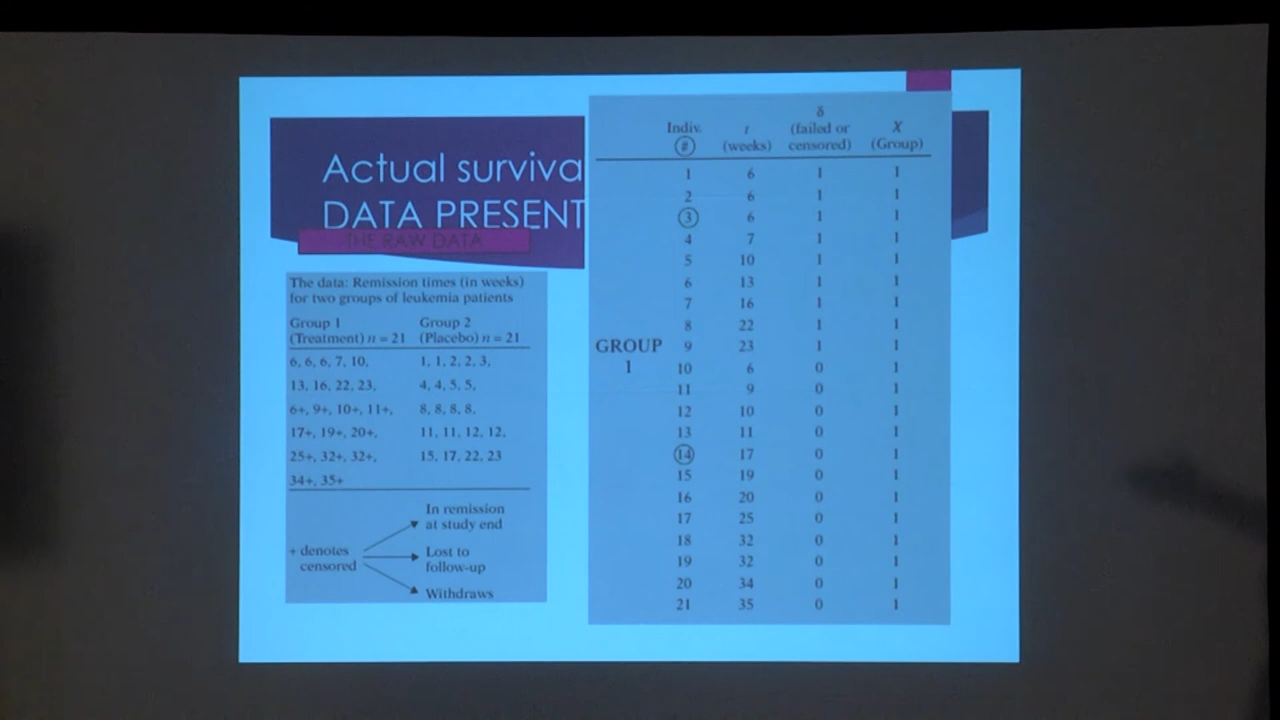 Actual surviva
DATA PRESENT
THE RAW DATA
The data: Remission times (in weeks)
for two groups of leukemia patients
Group 1 Group 2
(Treatment) n = 21 (Placebo) n = 21
6, 6, 6, 7, 10, 1, 1, 2, 2, 3,
13, 16, 22, 23, 4, 4, 5, 5,
6+, 9+, 10+, 11+, 8, 8, 8, 8,
17+, 19+, 20+, 11, 11, 12, 12,
25+, 32+, 32+, 15, 17, 22, 23
34+, 35+
+ denotes
censored
In remission
at study end
Lost to
follow-up
Withdraws
δ
Indiv. t (failed or X
# (weeks) censored) (Group)
GROUP
1
1 6 1 1
2 6 1 1
3 6 1 1
4 7 1 1
5 10 1 1
6 13 1 1
7 16 1 1
8 22 1 1
9 23 1 1
10 6 0 1
11 9 0 1
12 10 0 1
13 11 0 1
14 17 0 1
15 19 0 1
16 20 0 1
17 25 0 1
18 32 0 1
19 32 0 1
20 34 0 1
21 35 0 1